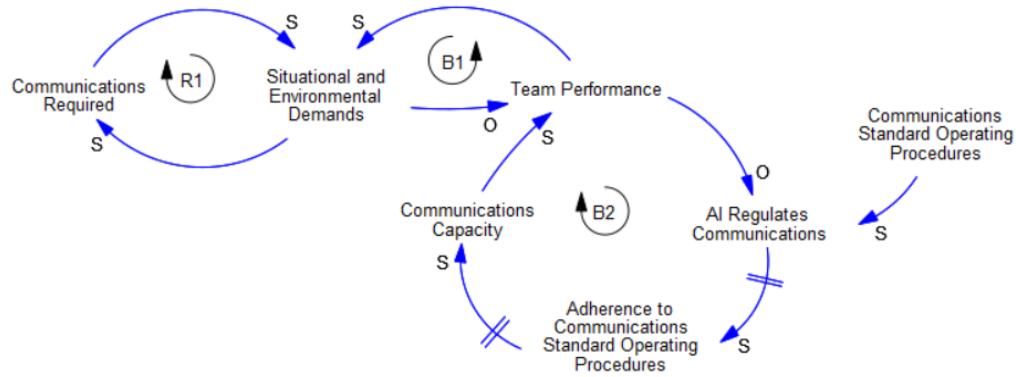 S
S
R1
B1
Communications
Required
Situational and
Environmental
Demands
Team Performance
S
O
S
Communications
Standard Operating
Procedures
O
Communications
Capacity
B2
AI Regulates
Communications
S
S
Adherence to
Communications
Standard Operating
Procedures
S